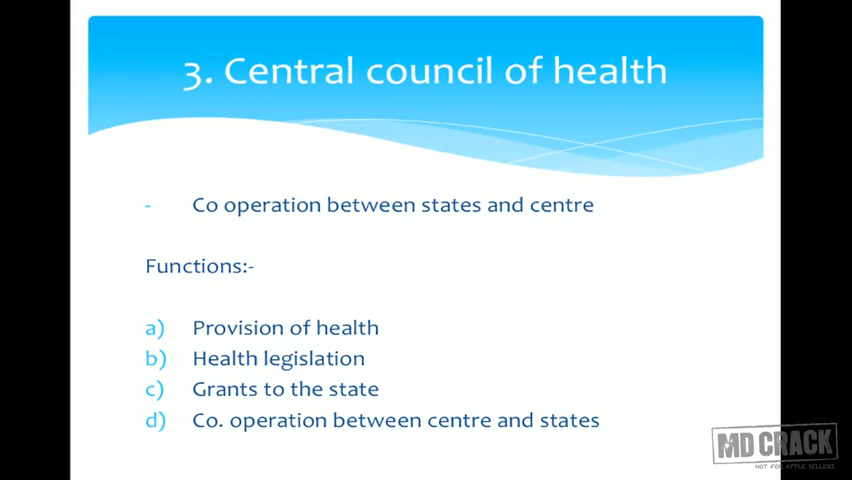 3. Central council of health
- Co operation between states and centre
Functions:-
a) Provision of health
b) Health legislation
c) Grants to the state
d) Co. operation between centre and states
MD CRACK
NOT FOR APPLE SELLERS